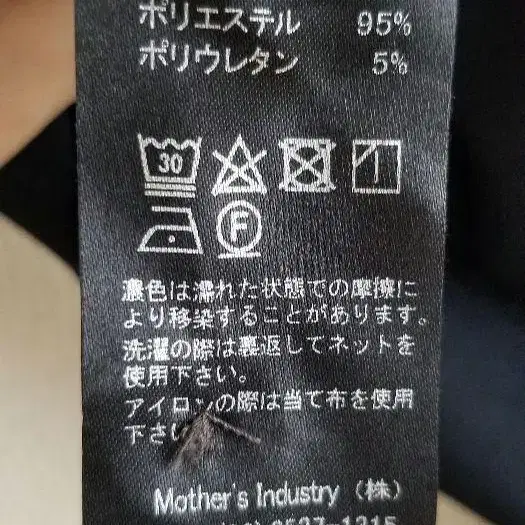 ポリエステル 95%
ポリウレタン 5%
30
F
濃色は濡れた状態での摩擦に
より移染することがあります。
洗濯の際は裏返してネットを
使用下さい。
アイロンの際は当て布を使用
下さい
Mother's Industry (株)